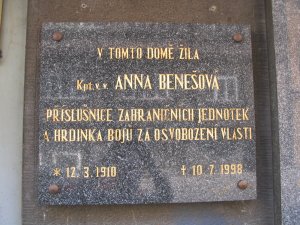 V TOMTO DOMĚ ŽILA
Kpt. v. v. ANNA BENEŠOVÁ
PŘÍSLUŠNICE ZAHRANIČNÍCH JEDNOTEK
A HRDINKA BOJŮ ZA OSVOBOZENÍ VLASTI
* 12. 3. 1910 † 10. 7. 1998